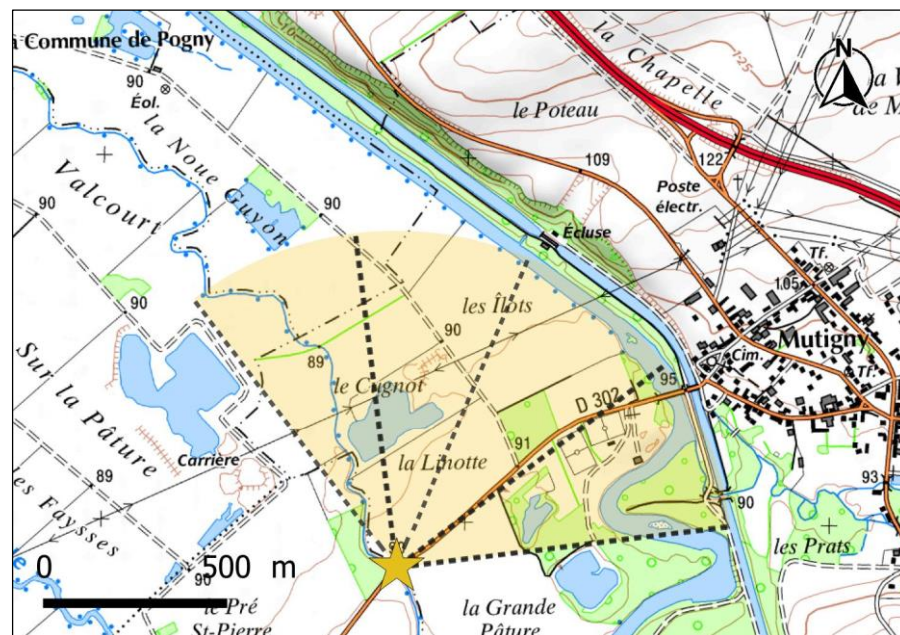 Commune de Pogny
90
Éol.
la Noue Guyon
Valcourt
90
90
la Chapelle
125
N
le Poteau
109
122
Poste
électr.
Écluse
Tf.
105
Mutigny
Cim.
Tf.
les Îlots
90
89
le Cugnot
95
D 302
Sur la Pâture
la Linotte
91
Carrière
89
les Faysses
90
93
90
les Prats
0 500 m
le Pré
St-Pierre
la Grande
Pâture